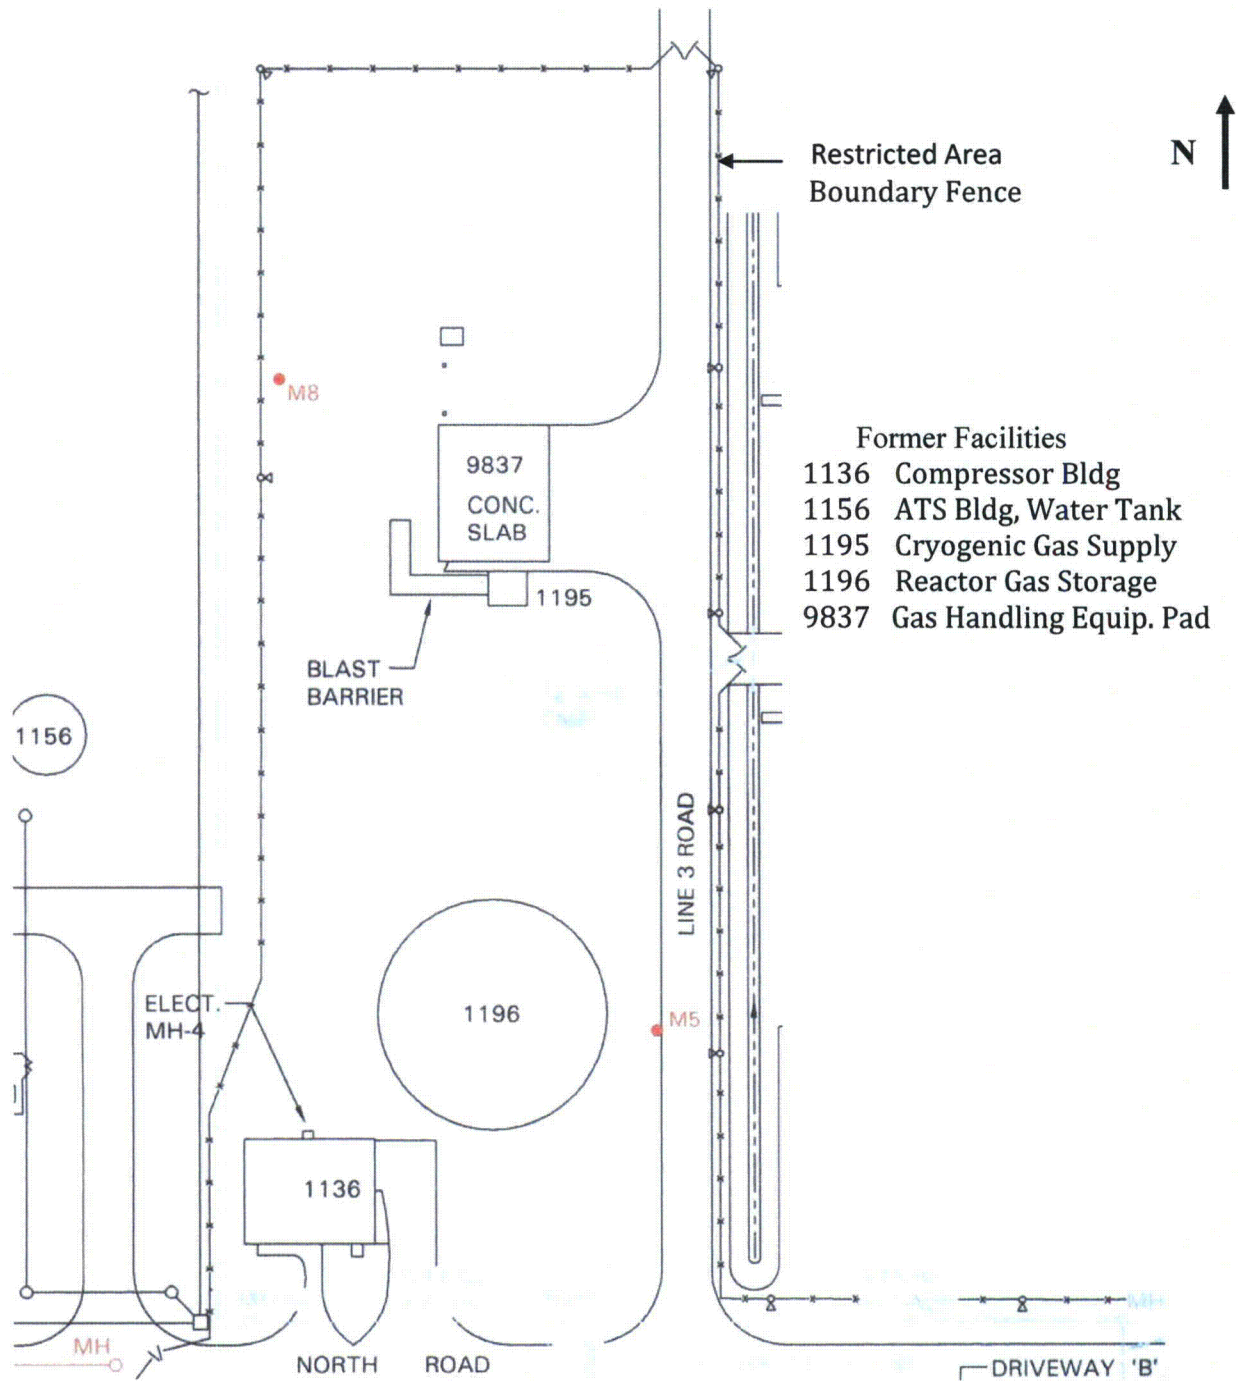 Restricted Area
Boundary Fence
N
M8
9837
CONC.
SLAB
1195
BLAST
BARRIER
Former Facilities
1136 Compressor Bldg
1156 ATS Bldg, Water Tank
1195 Cryogenic Gas Supply
1196 Reactor Gas Storage
9837 Gas Handling Equip. Pad
1156
LINE 3 ROAD
ELECT.
MH-4
1196
M5
1136
MH
MH
NORTH ROAD
DRIVEWAY 'B'